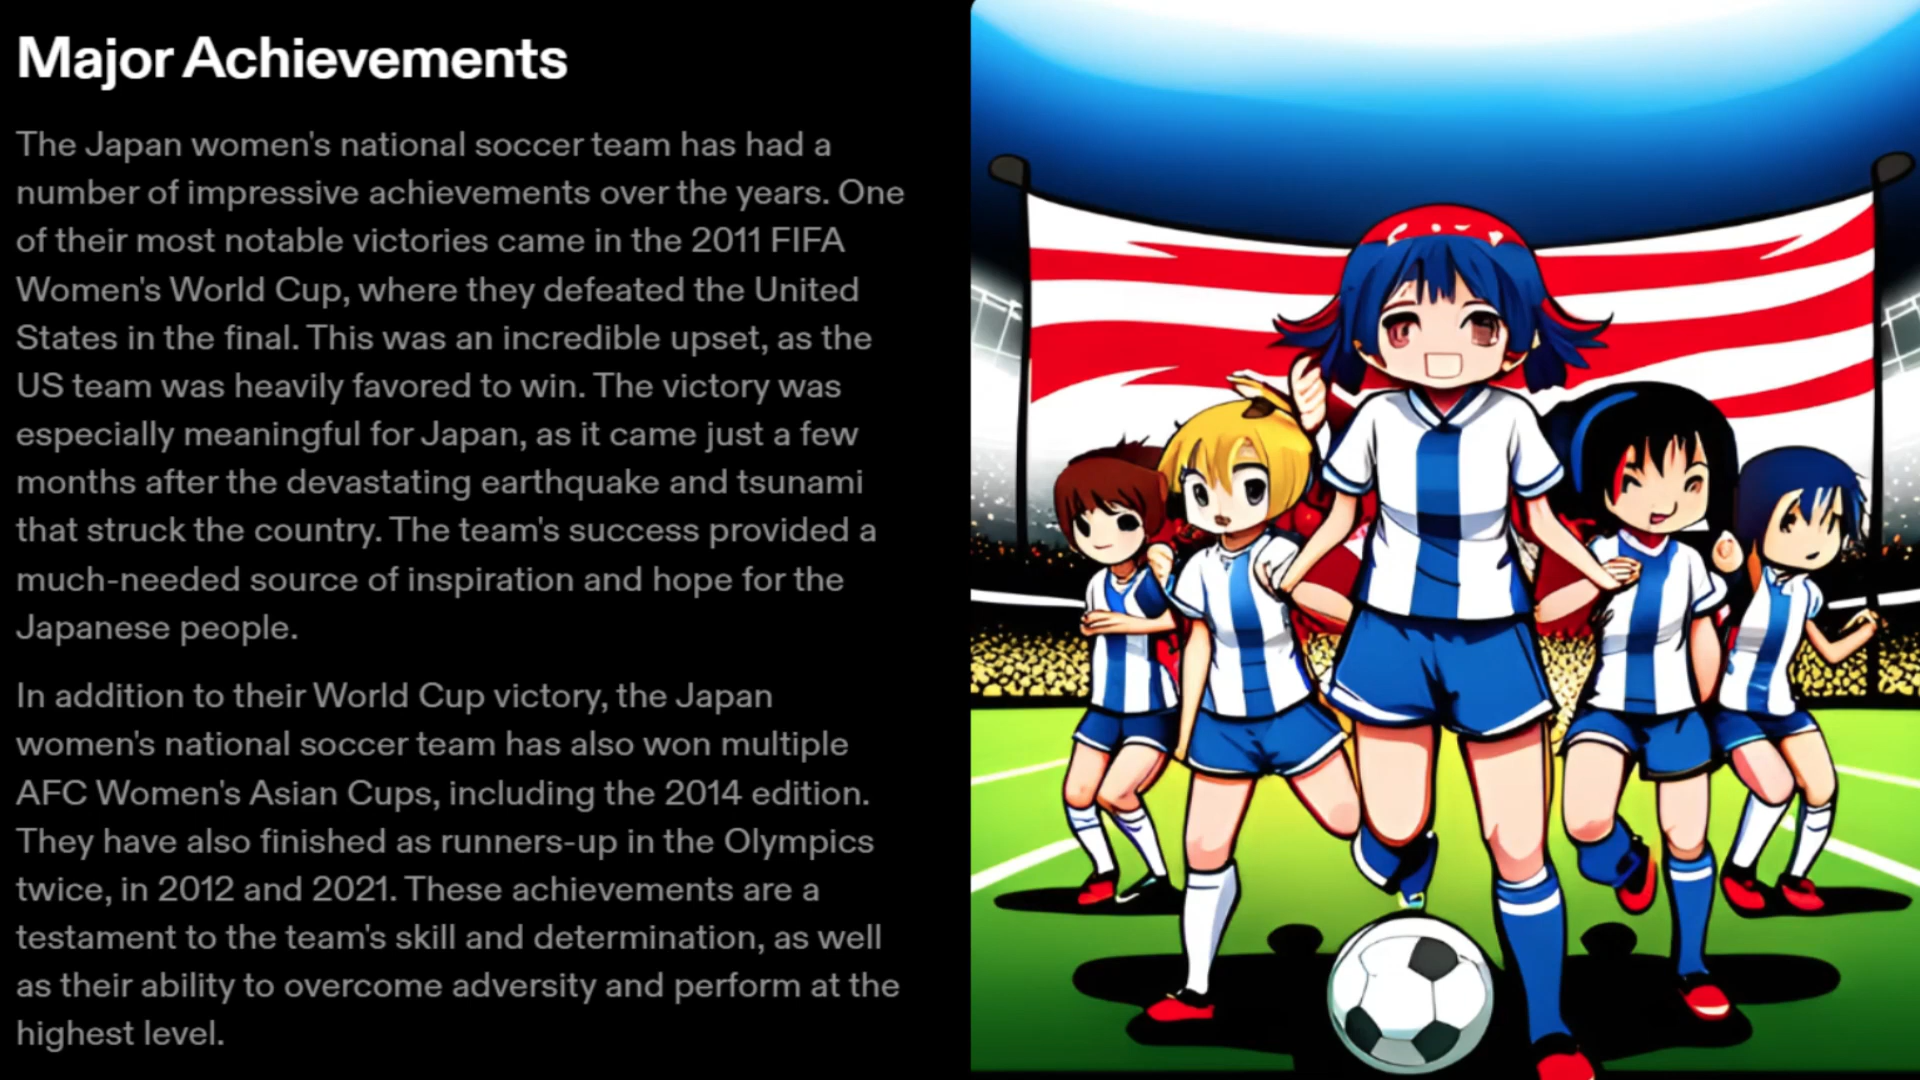 Major Achievements
The Japan women's national soccer team has had a
number of impressive achievements over the years. One
of their most notable victories came in the 2011 FIFA
Women's World Cup, where they defeated the United
States in the final. This was an incredible upset, as the
US team was heavily favored to win. The victory was
especially meaningful for Japan, as it came just a few
months after the devastating earthquake and tsunami
that struck the country. The team's success provided a
much-needed source of inspiration and hope for the
Japanese people.
In addition to their World Cup victory, the Japan
women's national soccer team has also won multiple
AFC Women's Asian Cups, including the 2014 edition.
They have also finished as runners-up in the Olympics
twice, in 2012 and 2021. These achievements are a
testament to the team's skill and determination, as well
as their ability to overcome adversity and perform at the
highest level.